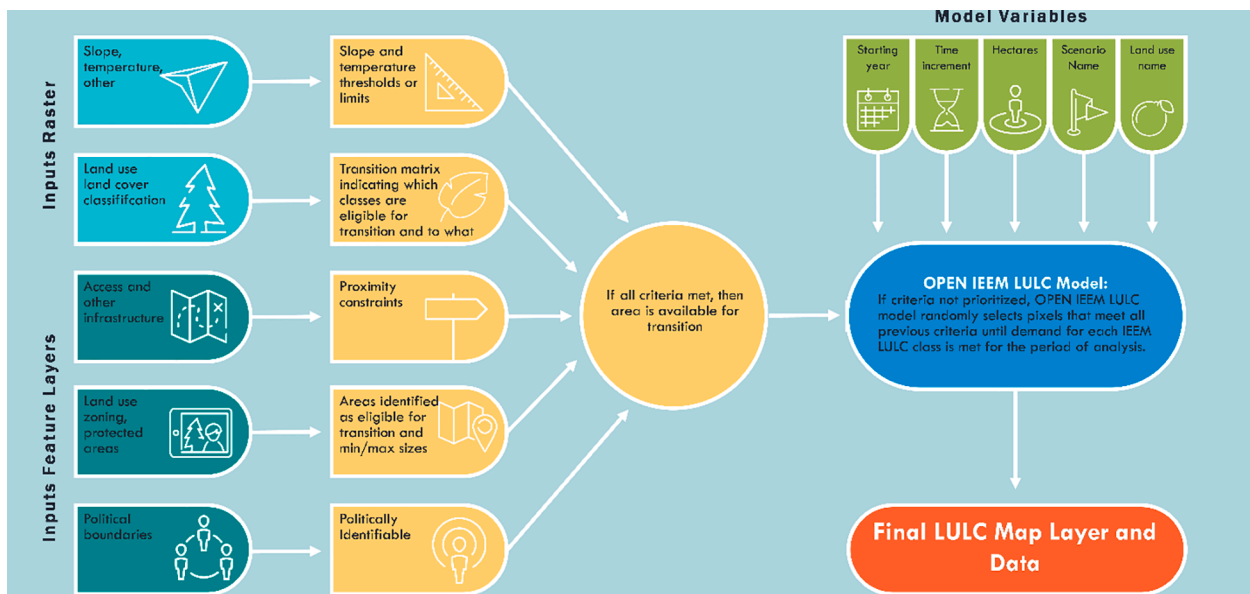 Model Variables
Inputs Raster
Inputs Feature Layers
Slope,
temperature,
other
Slope and
temperature
thresholds or
limits
Land use
land cover
classififcation
Transition matrix
indicating which
classes are
eligible for
transition and to what
Access and
other
infrastructure
Proximity
constraints
Land use
zoning,
protected
areas
Areas identified
as eligible for
transition and
min/max sizes
Political
boundaries
Politically
Identifiable
If all criteria met, then
area is available for
transition
Starting
year
Time
increment
Hectares
Scenario
Name
Land use
name
OPEN IEEM LULC Model:
If criteria not prioritized, OPEN IEEM LULC
model randomly selects pixels that meet all
previous criteria until demand for each IEEM
LULC class is met for the period of analysis.
Final LULC Map Layer and
Data